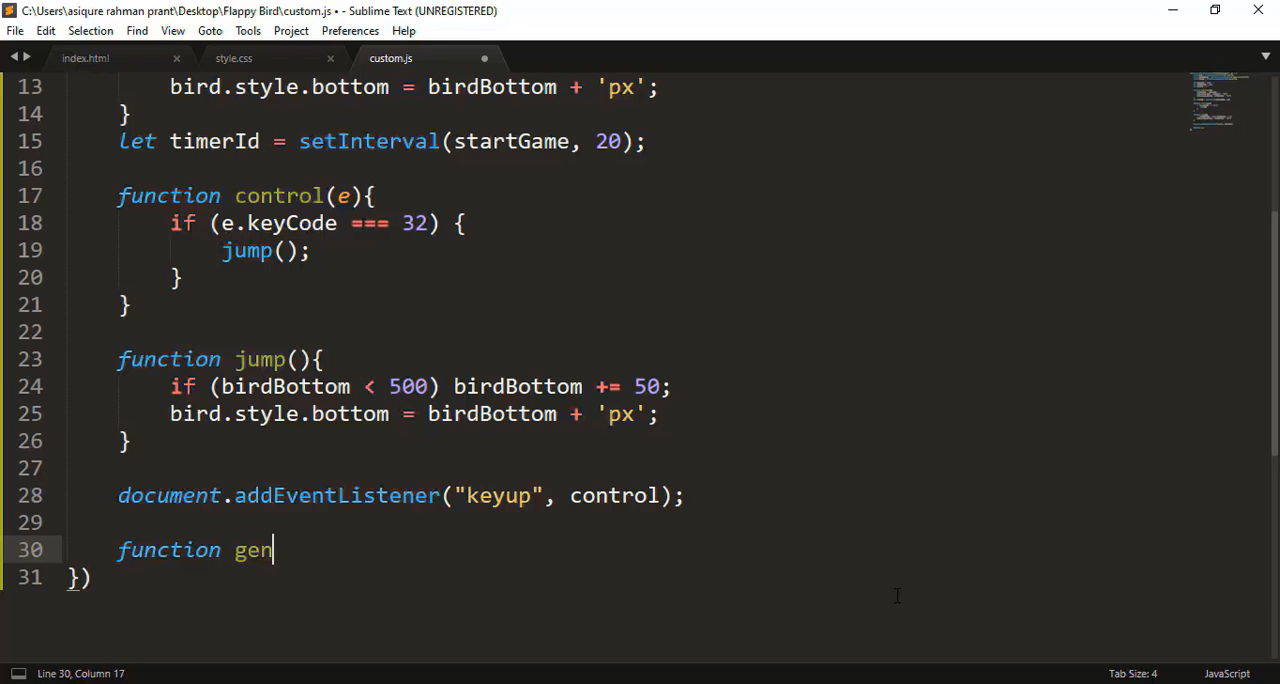 C:\Users\asiqure rahman prant\Desktop\Flappy Bird\custom.js • - Sublime Text (UNREGISTERED)
File Edit Selection Find View Goto Tools Project Preferences Help
index.html × style.css × custom.js
13 bird.style.bottom = birdBottom + 'px';
14 }
15 let timerId = setInterval(startGame, 20);
16
17 function control(e){
18 if (e.keyCode === 32) {
19 jump();
20 }
21 }
22
23 function jump(){
24 if (birdBottom < 500) birdBottom += 50;
25 bird.style.bottom = birdBottom + 'px';
26 }
27
28 document.addEventListener("keyup", control);
29
30 function gen
31 })
Line 30, Column 17 Tab Size: 4 JavaScript